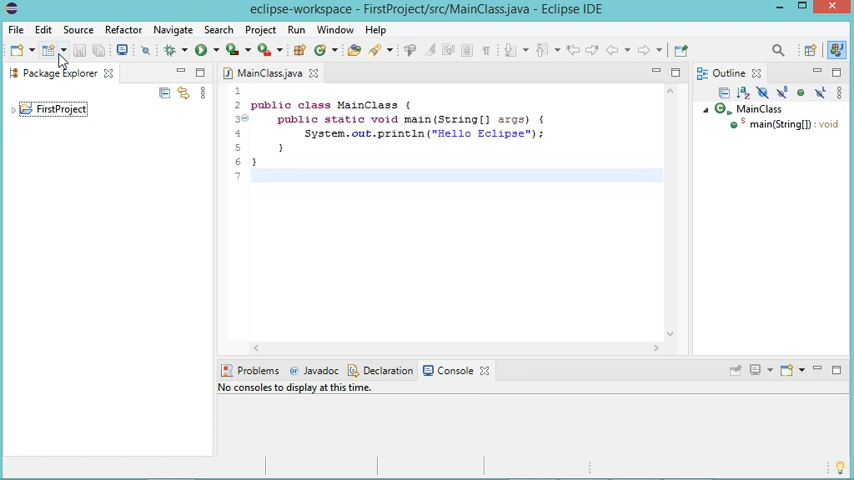 eclipse-workspace - FirstProject/src/MainClass.java - Eclipse IDE
File Edit Source Refactor Navigate Search Project Run Window Help
Package Explorer
FirstProject
MainClass.java
1
2 public class MainClass {
3 public static void main(String[] args) {
4 System.out.println("Hello Eclipse");
5 }
6 }
7
Outline
MainClass
main(String[]) : void
Problems Javadoc Declaration Console
No consoles to display at this time.